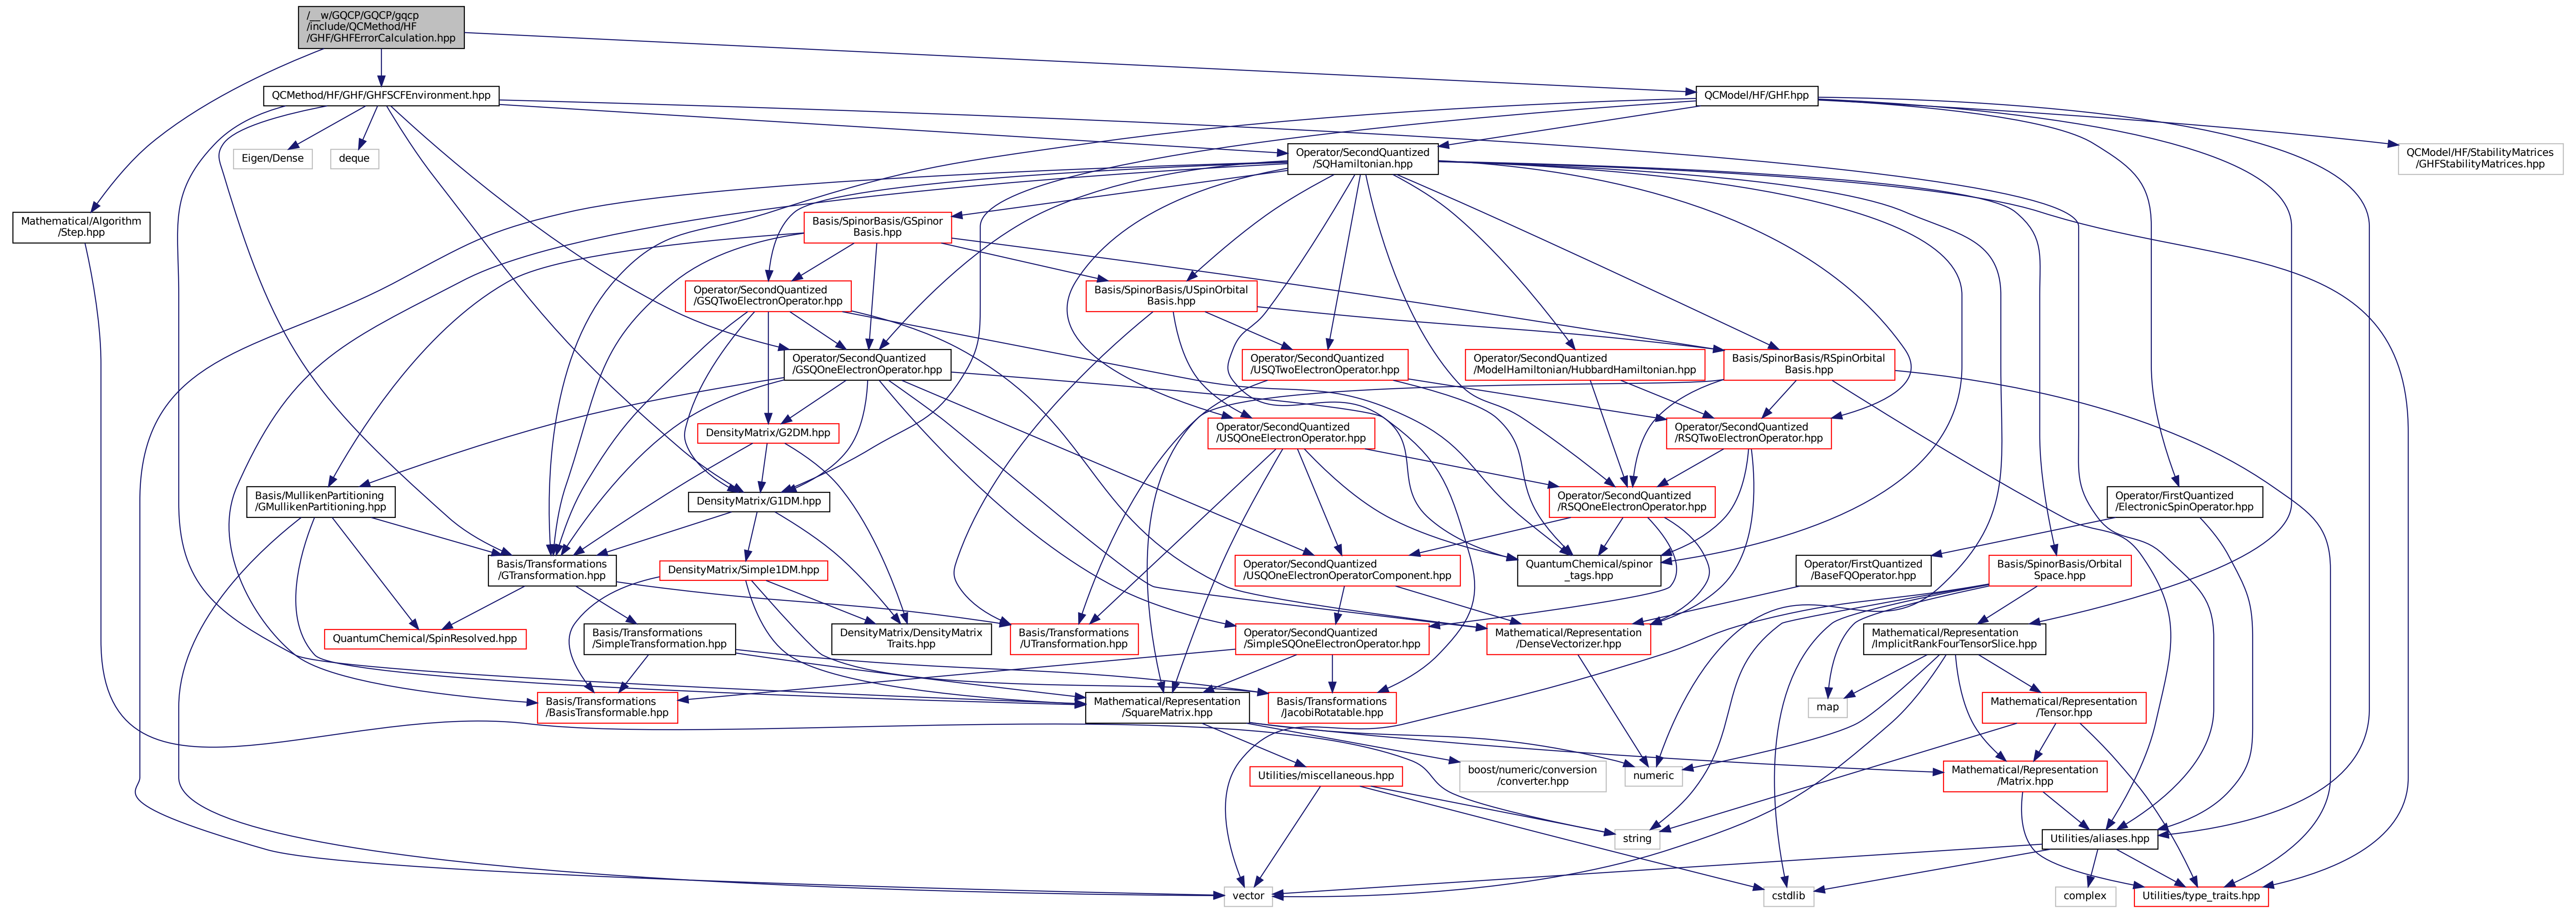 /__w/GQCP/GQCP/gqcp
/include/QCMethod/HF
/GHF/GHFErrorCalculation.hpp
QCMethod/HF/GHF/GHFSCFEnvironment.hpp
QCModel/HF/GHF.hpp
Eigen/Dense
deque
Operator/SecondQuantized
/SQHamiltonian.hpp
QCModel/HF/StabilityMatrices
/GHFStabilityMatrices.hpp
Mathematical/Algorithm
/Step.hpp
Basis/SpinorBasis/GSpinor
Basis.hpp
Operator/SecondQuantized
/GSQTwoElectronOperator.hpp
Basis/SpinorBasis/USpinOrbital
Basis.hpp
Operator/SecondQuantized
/GSQOneElectronOperator.hpp
Operator/SecondQuantized
/USQTwoElectronOperator.hpp
Operator/SecondQuantized
/ModelHamiltonian/HubbardHamiltonian.hpp
Basis/SpinorBasis/RSpinOrbital
Basis.hpp
DensityMatrix/G2DM.hpp
Operator/SecondQuantized
/USQOneElectronOperator.hpp
Operator/SecondQuantized
/RSQTwoElectronOperator.hpp
Basis/MullikenPartitioning
/GMullikenPartitioning.hpp
DensityMatrix/G1DM.hpp
Operator/SecondQuantized
/RSQOneElectronOperator.hpp
Operator/FirstQuantized
/ElectronicSpinOperator.hpp
Basis/Transformations
/GTransformation.hpp
DensityMatrix/Simple1DM.hpp
Operator/SecondQuantized
/USQOneElectronOperatorComponent.hpp
QuantumChemical/spinor
_tags.hpp
Operator/FirstQuantized
/BaseFQOperator.hpp
Basis/SpinorBasis/Orbital
Space.hpp
QuantumChemical/SpinResolved.hpp
Basis/Transformations
/SimpleTransformation.hpp
DensityMatrix/DensityMatrix
Traits.hpp
Basis/Transformations
/UTransformation.hpp
Operator/SecondQuantized
/SimpleSQOneElectronOperator.hpp
Mathematical/Representation
/DenseVectorizer.hpp
Mathematical/Representation
/ImplicitRankFourTensorSlice.hpp
Basis/Transformations
/BasisTransformable.hpp
Mathematical/Representation
/SquareMatrix.hpp
Basis/Transformations
/JacobiRotatable.hpp
map
Mathematical/Representation
/Tensor.hpp
Utilities/miscellaneous.hpp
boost/numeric/conversion
/converter.hpp
numeric
Mathematical/Representation
/Matrix.hpp
string
Utilities/aliases.hpp
vector
cstdlib
complex
Utilities/type_traits.hpp